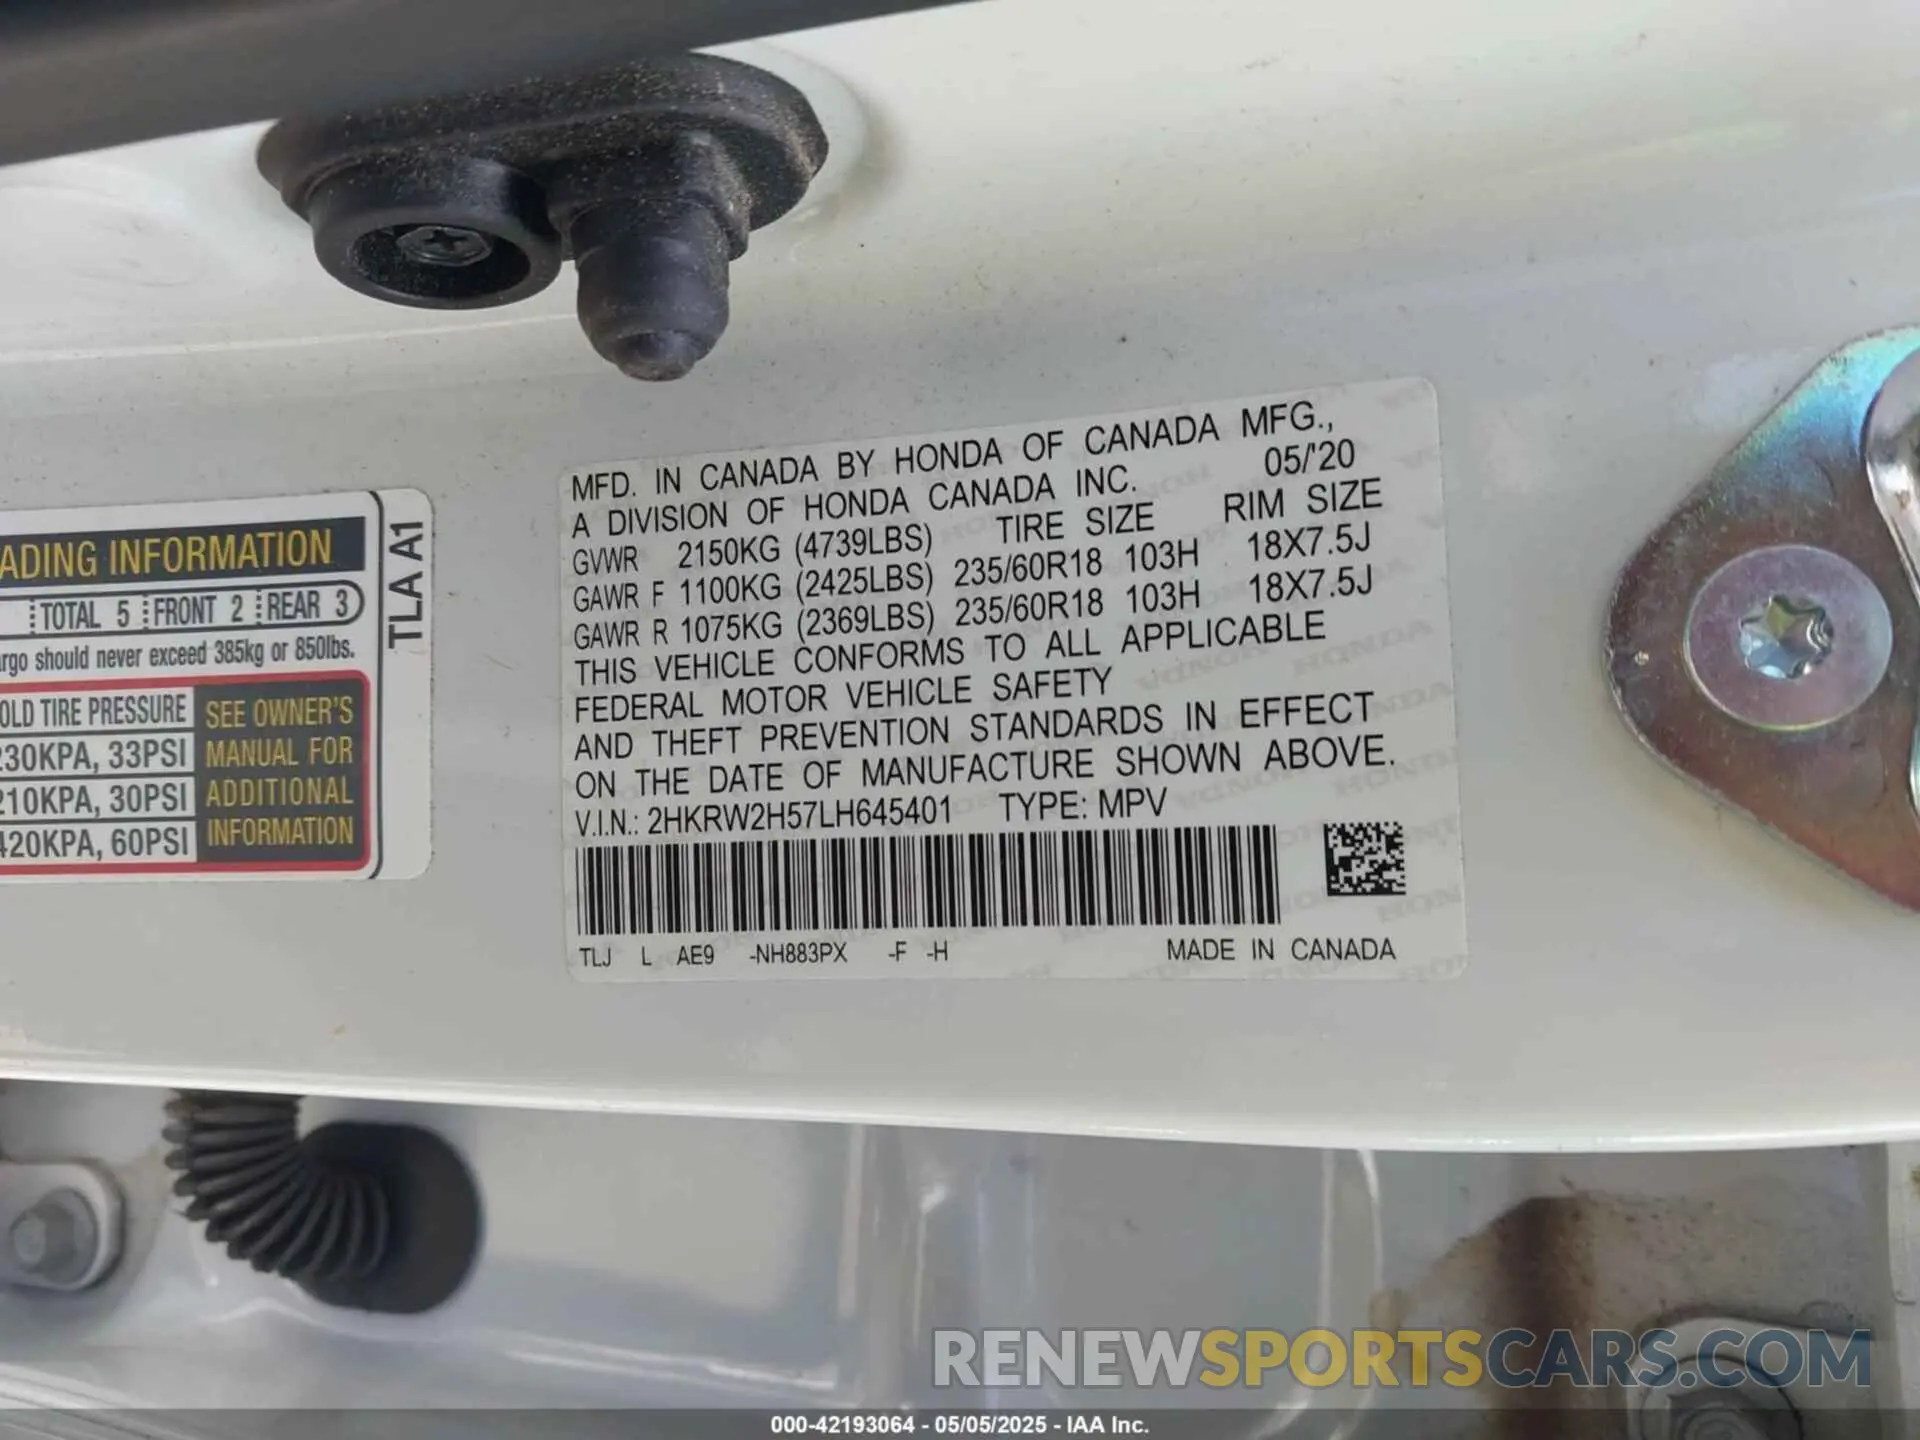 ADING INFORMATION
TOTAL 5 FRONT 2 REAR 3
argo should never exceed 385kg or 850lbs.
OLD TIRE PRESSURE
230KPA, 33PSI
210KPA, 30PSI
420KPA, 60PSI
SEE OWNER'S
MANUAL FOR
ADDITIONAL
INFORMATION
TLA A1
MFD. IN CANADA BY HONDA OF CANADA MFG.,
A DIVISION OF HONDA CANADA INC. 05/'20
GVWR 2150KG (4739LBS) TIRE SIZE RIM SIZE
GAWR F 1100KG (2425LBS) 235/60R18 103H 18X7.5J
GAWR R 1075KG (2369LBS) 235/60R18 103H 18X7.5J
THIS VEHICLE CONFORMS TO ALL APPLICABLE
FEDERAL MOTOR VEHICLE SAFETY
AND THEFT PREVENTION STANDARDS IN EFFECT
ON THE DATE OF MANUFACTURE SHOWN ABOVE.
V.I.N.: 2HKRW2H57LH645401 TYPE: MPV
TLJ L AE9 -NH883PX -F -H MADE IN CANADA
RENEWSPORTSCARS.COM
000-42193064 - 05/05/2025 - IAA Inc.